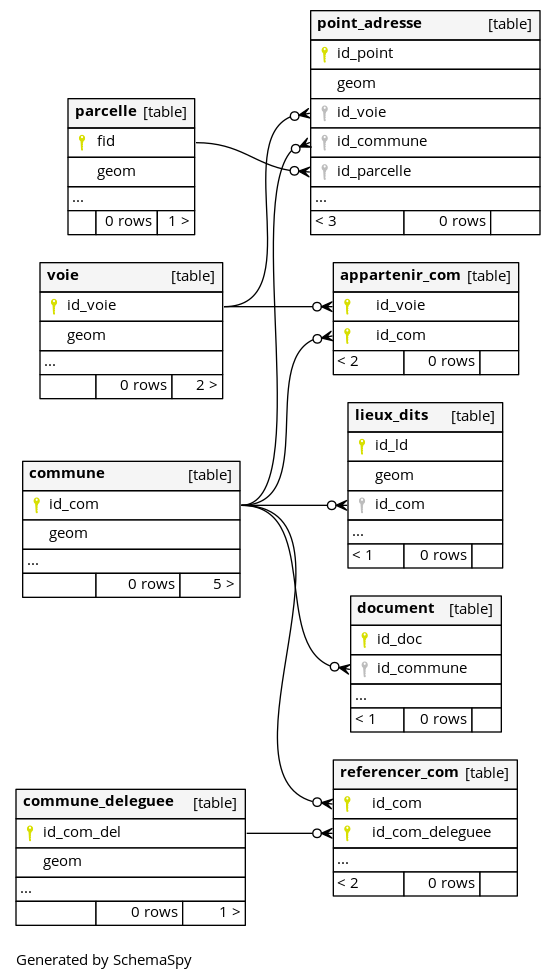 point_adresse [table]
id_point
geom
id_voie
id_commune
id_parcelle
...
< 3 0 rows
parcelle [table]
fid
geom
...
0 rows 1 >
voie [table]
id_voie
geom
...
0 rows 2 >
appartenir_com [table]
id_voie
id_com
< 2 0 rows
lieux_dits [table]
id_ld
geom
id_com
...
< 1 0 rows
commune [table]
id_com
geom
...
0 rows 5 >
document [table]
id_doc
id_commune
...
< 1 0 rows
referencer_com [table]
id_com
id_com_deleguee
...
< 2 0 rows
commune_deleguee [table]
id_com_del
geom
...
0 rows 1 >
Generated by SchemaSpy